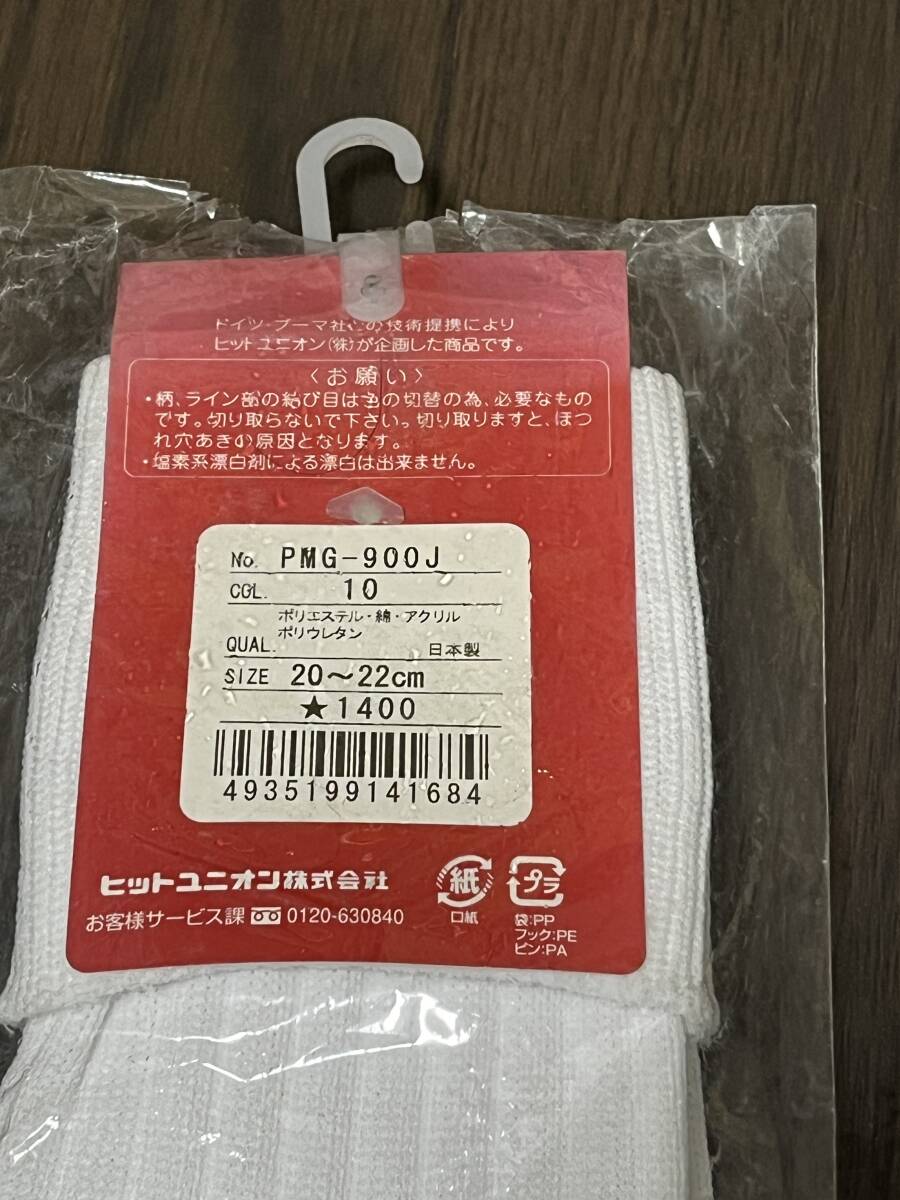 ドイツ・プーマ社との技術提携により
ヒットユニオン(株)が企画した商品です。
〈お願い〉
・柄、ライン部の結び目は色の切替の為、必要なもの
です。切り取らないで下さい。切り取りますと、ほつ
れ穴あきの原因となります。
・塩素系漂白剤による漂白は出来ません。
No. PMG-900J
COL. 10
ポリエステル・綿・アクリル
ポリウレタン
QUAL. 日本製
SIZE 20～22cm
★1400
4935199141684
ヒットユニオン株式会社
お客様サービス課 0120-630840
紙
口紙
プラ
袋:PP
フック:PE
ピン:PA